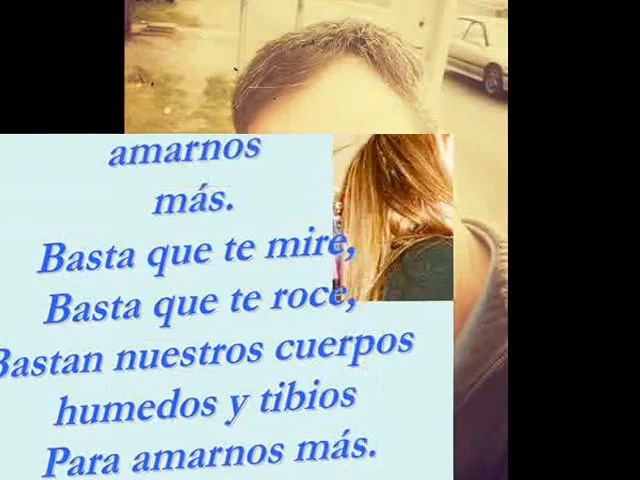 amarnos
más.
Basta que te mire,
Basta que te roce,
Bastan nuestros cuerpos
humedos y tibios
Para amarnos más.